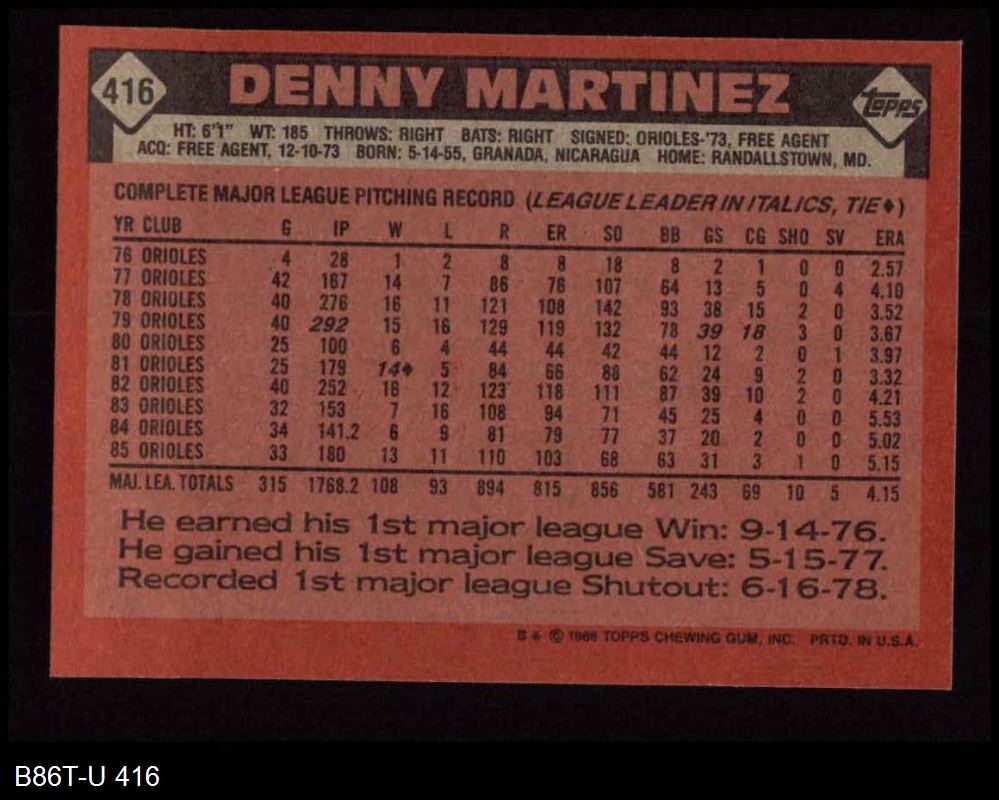 416 DENNY MARTINEZ TOPPS
HT: 6'1" WT: 185 THROWS: RIGHT BATS: RIGHT SIGNED: ORIOLES-'73, FREE AGENT
ACQ: FREE AGENT, 12-10-73 BORN: 5-14-55, GRANADA, NICARAGUA HOME: RANDALLSTOWN, MD.
COMPLETE MAJOR LEAGUE PITCHING RECORD (LEAGUE LEADER IN ITALICS, TIE♦)
YR CLUB G IP W L R ER SO BB GS CG SHO SV ERA
76 ORIOLES 4 28 1 2 8 8 18 8 2 1 0 0 2.57
77 ORIOLES 42 167 14 7 86 76 107 64 13 5 0 4 4.10
78 ORIOLES 40 276 16 11 121 108 142 93 38 15 2 0 3.52
79 ORIOLES 40 292 15 16 129 119 132 78 39 18 3 0 3.67
80 ORIOLES 25 100 6 4 44 44 42 44 12 2 0 1 3.97
81 ORIOLES 25 179 14♦ 5 84 66 88 62 24 9 2 0 3.32
82 ORIOLES 40 252 16 12 123 118 111 87 39 10 2 0 4.21
83 ORIOLES 32 153 7 16 108 94 71 45 25 4 0 0 5.53
84 ORIOLES 34 141.2 6 9 81 79 77 37 20 2 0 0 5.02
85 ORIOLES 33 180 13 11 110 103 68 63 31 3 1 0 5.15
MAJ. LEA. TOTALS 315 1768.2 108 93 894 815 856 581 243 69 10 5 4.15
He earned his 1st major league Win: 9-14-76.
He gained his 1st major league Save: 5-15-77.
Recorded 1st major league Shutout: 6-16-78.
B * © 1986 TOPPS CHEWING GUM, INC. PRTD. IN U.S.A.
B86T-U 416